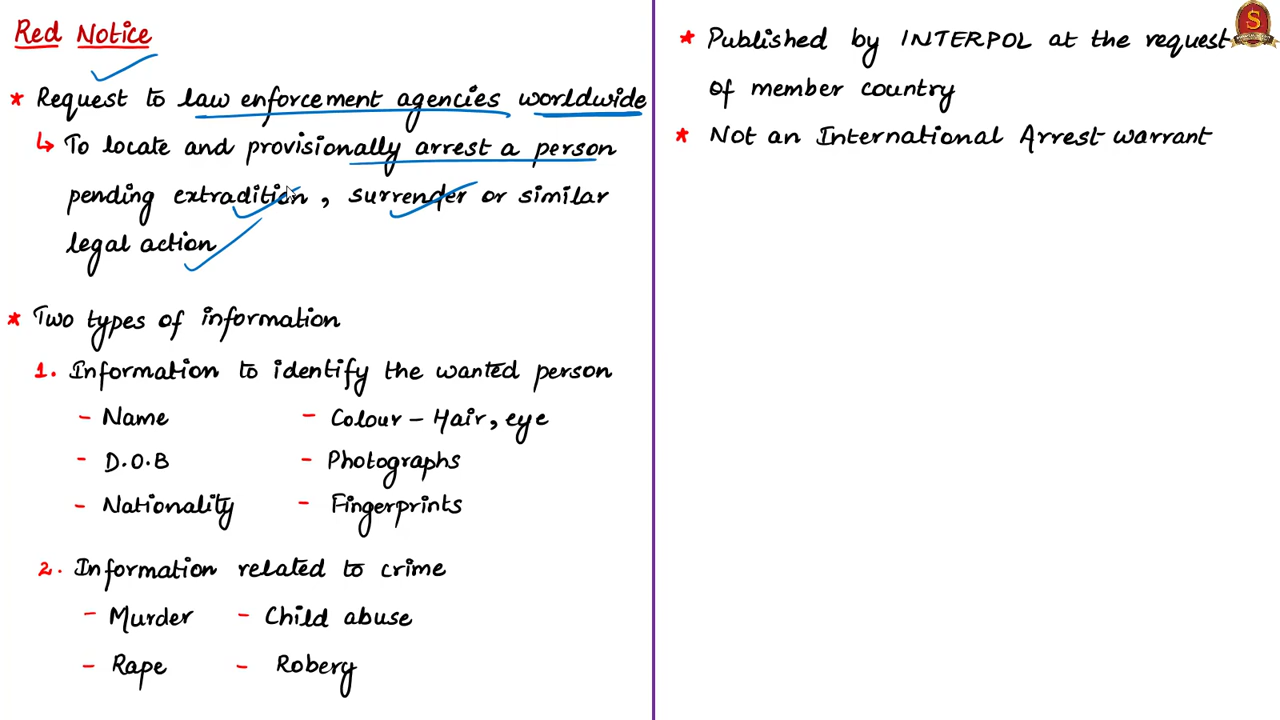 Red Notice
* Request to law enforcement agencies worldwide
↳ To locate and provisionally arrest a person
pending extradition, surrender or similar
legal action
* Two types of information
1. Information to identify the wanted person
- Name - Colour - Hair, eye
- D.O.B - Photographs
- Nationality - Fingerprints
2. Information related to crime
- Murder - Child abuse
- Rape - Robery
* Published by INTERPOL at the request
of member country
* Not an International Arrest warrant
S